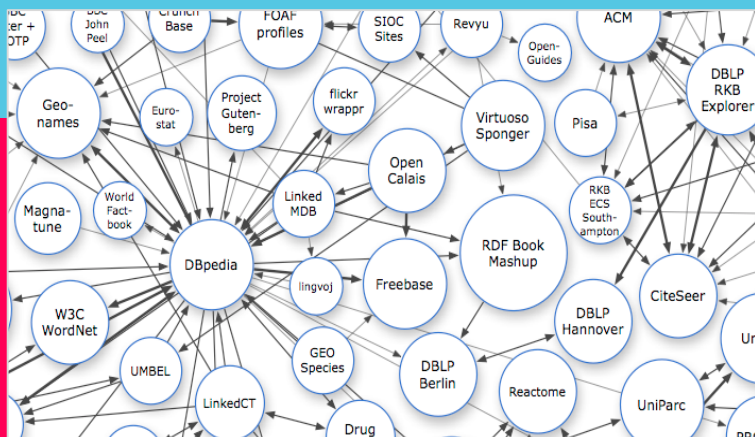 John
Peel
Crunch
Base
FOAF
profiles
SIOC
Sites
Revyu
Open-
Guides
ACM
DBLP
RKB
Explorer
Geo-
names
Euro-
stat
Project
Guten-
berg
flickr
wrappr
Virtuoso
Sponger
Pisa
Open
Calais
Magna-
tune
World
Fact-
book
Linked
MDB
RKB
ECS
South-
ampton
DBpedia
RDF Book
Mashup
lingvoj
Freebase
CiteSeer
W3C
WordNet
DBLP
Hannover
UMBEL
GEO
Species
DBLP
Berlin
Reactome
LinkedCT
UniParc
Drug